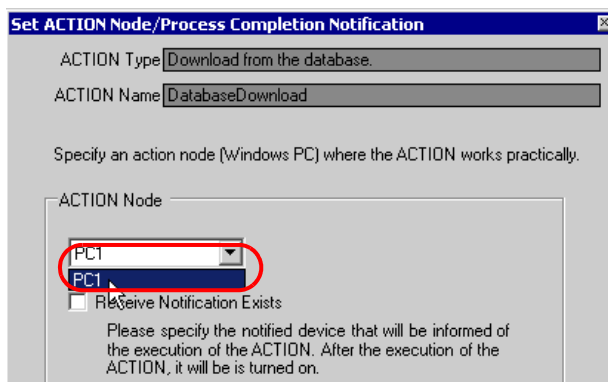 Set ACTION Node/Process Completion Notification
ACTION Type Download from the database.
ACTION Name DatabaseDownload
Specify an action node (Windows PC) where the ACTION works practically.
ACTION Node
PC1
PC1
Receive Notification Exists
Please specify the notified device that will be informed of
the execution of the ACTION. After the execution of the
ACTION, it will be is turned on.